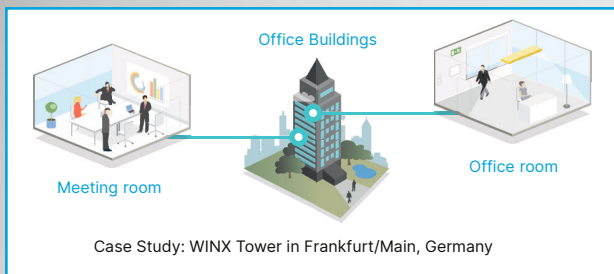 Office Buildings
Meeting room
Office room
Case Study: WINX Tower in Frankfurt/Main, Germany